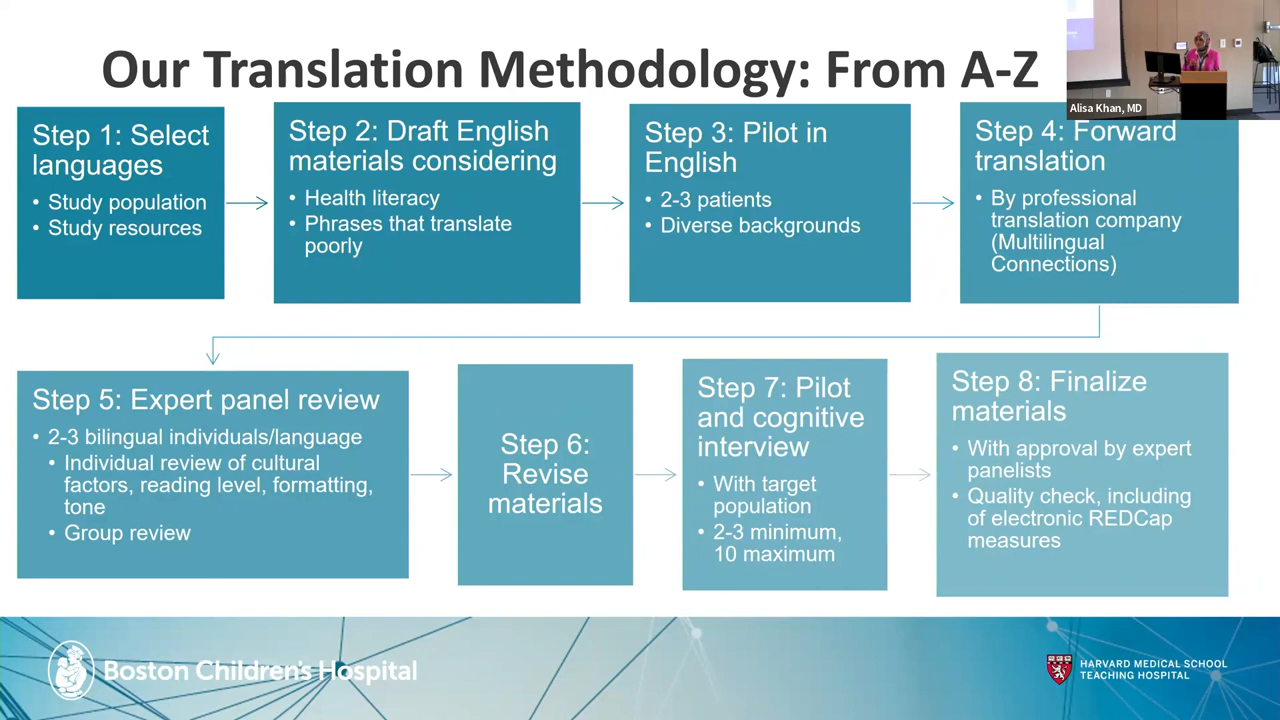 Our Translation Methodology: From A-Z
Alisa Khan, MD
Step 1: Select
languages
• Study population
• Study resources
Step 2: Draft English
materials considering
• Health literacy
• Phrases that translate
poorly
Step 3: Pilot in
English
• 2-3 patients
• Diverse backgrounds
Step 4: Forward
translation
• By professional
translation company
(Multilingual
Connections)
Step 5: Expert panel review
• 2-3 bilingual individuals/language
• Individual review of cultural
factors, reading level, formatting,
tone
• Group review
Step 6:
Revise
materials
Step 7: Pilot
and cognitive
interview
• With target
population
• 2-3 minimum,
10 maximum
Step 8: Finalize
materials
• With approval by expert
panelists
• Quality check, including
of electronic REDCap
measures
Boston Children's Hospital
HARVARD MEDICAL SCHOOL
TEACHING HOSPITAL